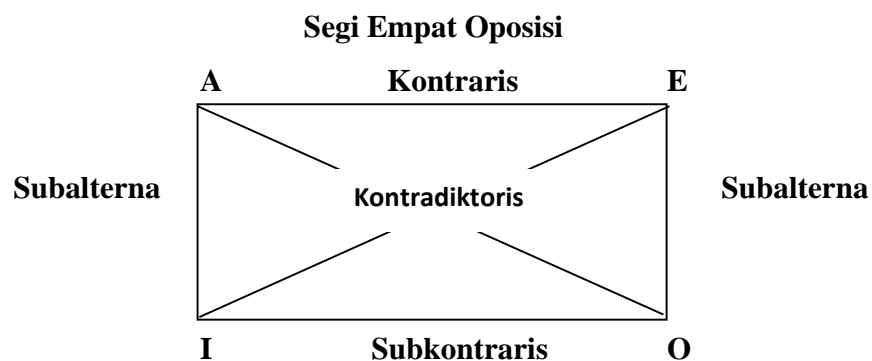 Segi Empat Oposisi
A Kontraris E
Subalterna Kontradiktoris Subalterna
I Subkontraris O